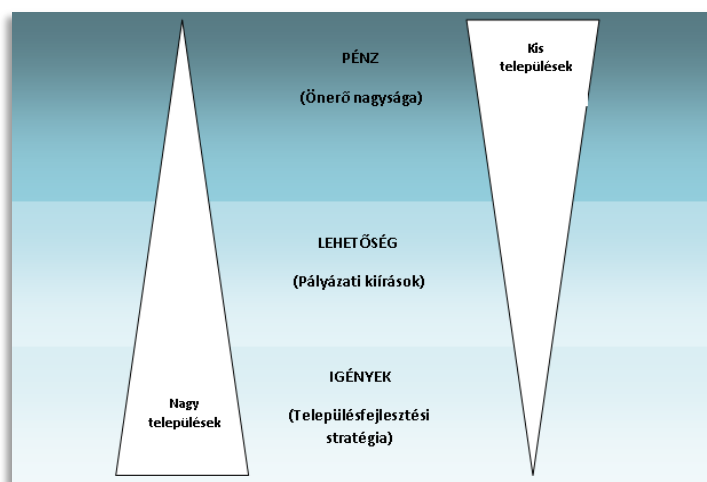 PÉNZ
(Önerő nagysága)
Kis
települések
LEHETŐSÉG
(Pályázati kiírások)
IGÉNYEK
(Településfejlesztési
stratégia)
Nagy
települések